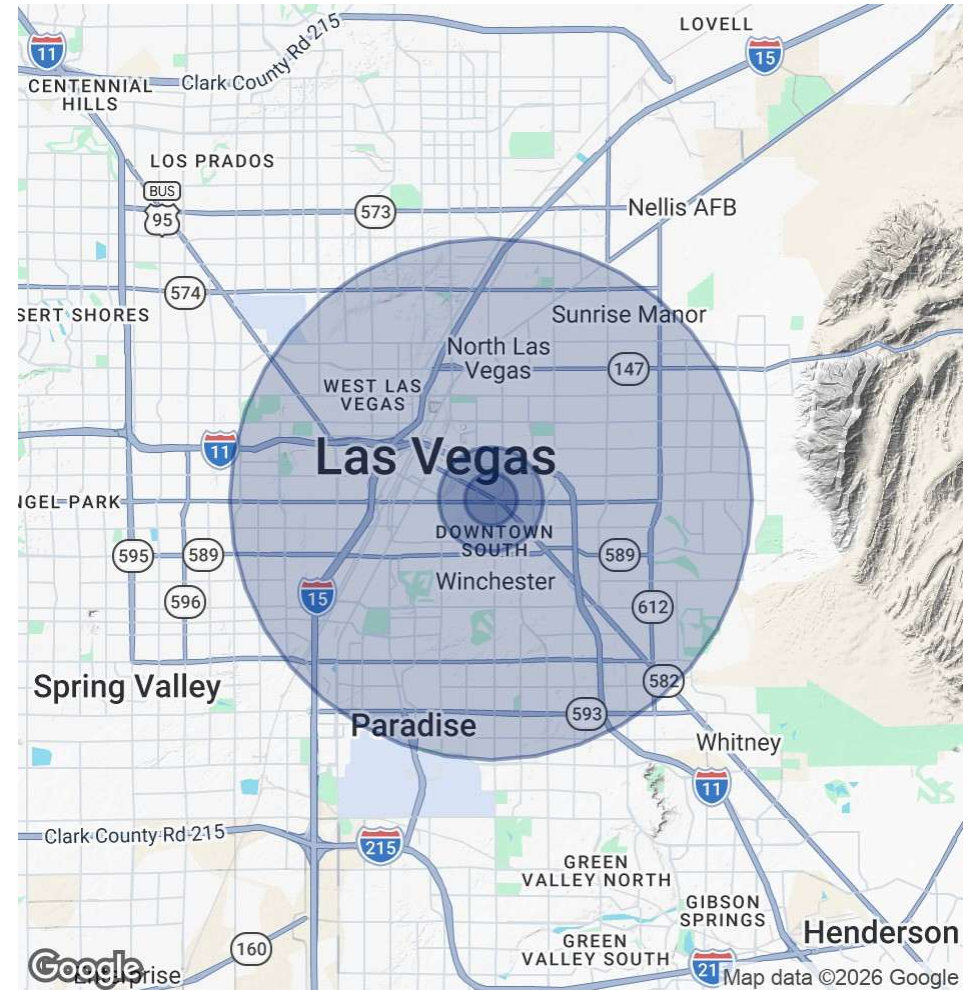 LOVELL
11
Clark County Rd 215
15
CENTENNIAL
HILLS
LOS PRADOS
BUS
95
573
Nellis AFB
574
SERT SHORES
Sunrise Manor
North Las
Vegas
147
WEST LAS
VEGAS
11
Las Vegas
NGEL PARK
DOWNTOWN
SOUTH
595
589
589
Winchester
596
15
612
Spring Valley
582
Paradise
593
Whitney
11
Clark County Rd 215
215
GREEN
VALLEY NORTH
GIBSON
SPRINGS
Henderson
160
GREEN
VALLEY SOUTH
Google
21
Map data ©2026 Google